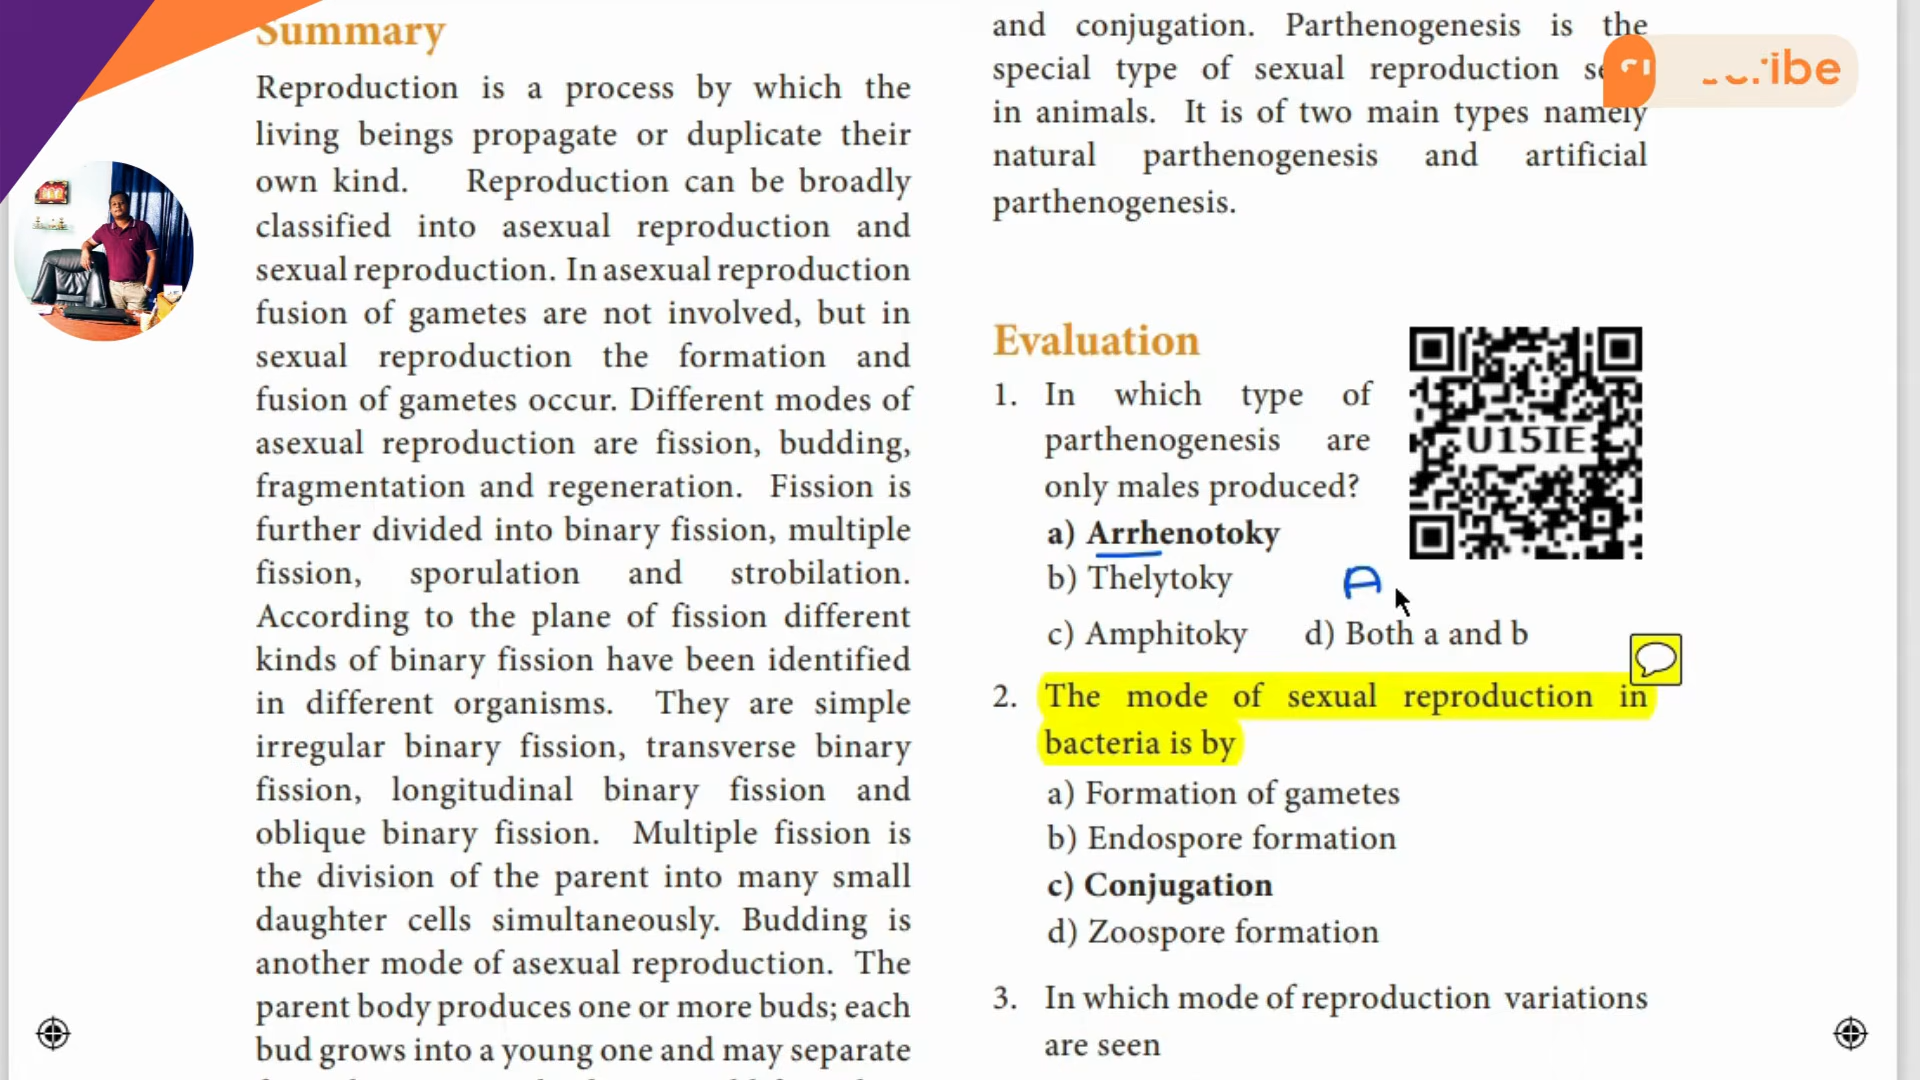 Summary
Reproduction is a process by which the
living beings propagate or duplicate their
own kind. Reproduction can be broadly
classified into asexual reproduction and
sexual reproduction. In asexual reproduction
fusion of gametes are not involved, but in
sexual reproduction the formation and
fusion of gametes occur. Different modes of
asexual reproduction are fission, budding,
fragmentation and regeneration. Fission is
further divided into binary fission, multiple
fission, sporulation and strobilation.
According to the plane of fission different
kinds of binary fission have been identified
in different organisms. They are simple
irregular binary fission, transverse binary
fission, longitudinal binary fission and
oblique binary fission. Multiple fission is
the division of the parent into many small
daughter cells simultaneously. Budding is
another mode of asexual reproduction. The
parent body produces one or more buds; each
bud grows into a young one and may separate
and conjugation. Parthenogenesis is the
special type of sexual reproduction
in animals. It is of two main types namely
natural parthenogenesis and artificial
parthenogenesis.
Evaluation
1. In which type of
parthenogenesis are
only males produced?
a) Arrhenotoky
b) Thelytoky
A
c) Amphitoky d) Both a and b
U15IE
2. The mode of sexual reproduction in
bacteria is by
a) Formation of gametes
b) Endospore formation
c) Conjugation
d) Zoospore formation
3. In which mode of reproduction variations
are seen